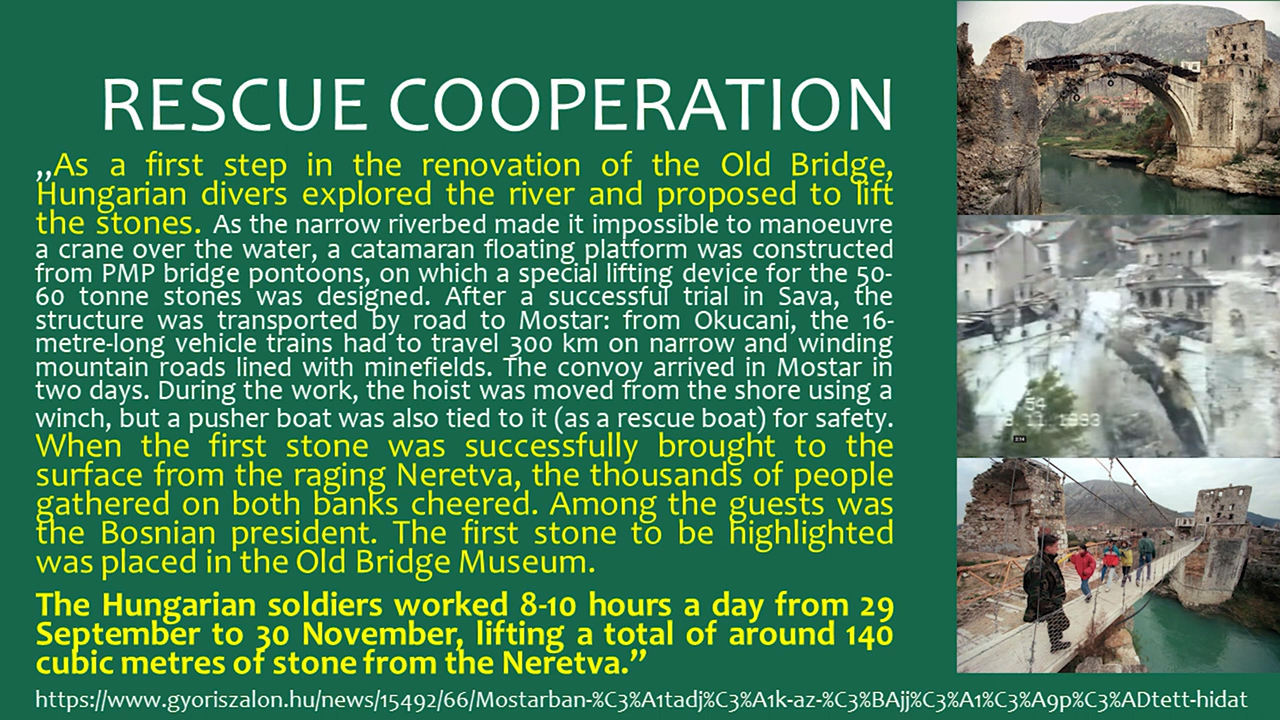 RESCUE COOPERATION
„As a first step in the renovation of the Old Bridge,
Hungarian divers explored the river and proposed to lift
the stones. As the narrow riverbed made it impossible to manoeuvre
a crane over the water, a catamaran floating platform was constructed
from PMP bridge pontoons, on which a special lifting device for the 50-
60 tonne stones was designed. After a successful trial in Sava, the
structure was transported by road to Mostar: from Okucani, the 16-
metre-long vehicle trains had to travel 300 km on narrow and winding
mountain roads lined with minefields. The convoy arrived in Mostar in
two days. During the work, the hoist was moved from the shore using a
winch, but a pusher boat was also tied to it (as a rescue boat) for safety.
When the first stone was successfully brought to the
surface from the raging Neretva, the thousands of people
gathered on both banks cheered. Among the guests was
the Bosnian president. The first stone to be highlighted
was placed in the Old Bridge Museum.
The Hungarian soldiers worked 8-10 hours a day from 29
September to 30 November, lifting a total of around 140
cubic metres of stone from the Neretva.”
https://www.gyoriszalon.hu/news/15492/66/Mostarban-%C3%A1tadj%C3%A1k-az-%C3%BAjj%C3%A1%C3%A9p%C3%ADtett-hidat
54
11 1993